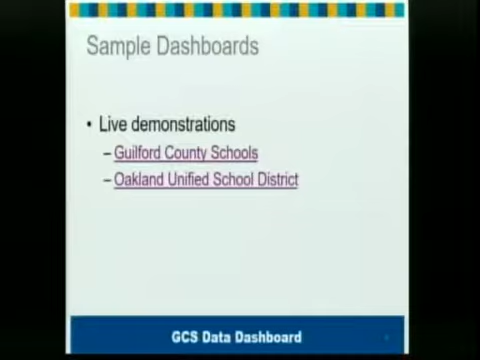 Sample Dashboards
• Live demonstrations
– Guilford County Schools
– Oakland Unified School District
GCS Data Dashboard